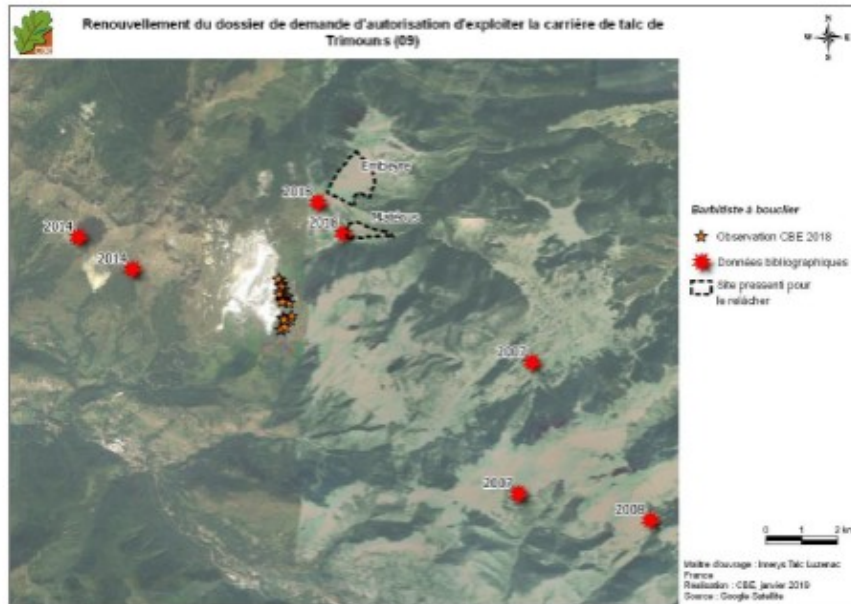 Renouvellement du dossier de demande d'autorisation d'exploiter la carrière de talc de
Trimouns (09)
N
W E
S
Embeyre
2015
2016
2014
2014
2007
2007
2008
Barbitiste à bouclier
Observation CBE 2018
Données bibliographiques
Site pressenti pour
le relâcher
0 1 2 km
Maître d'ouvrage : Imerys Talc Luzenac
France
Réalisation : CBE, janvier 2019
Source : Google Satellite